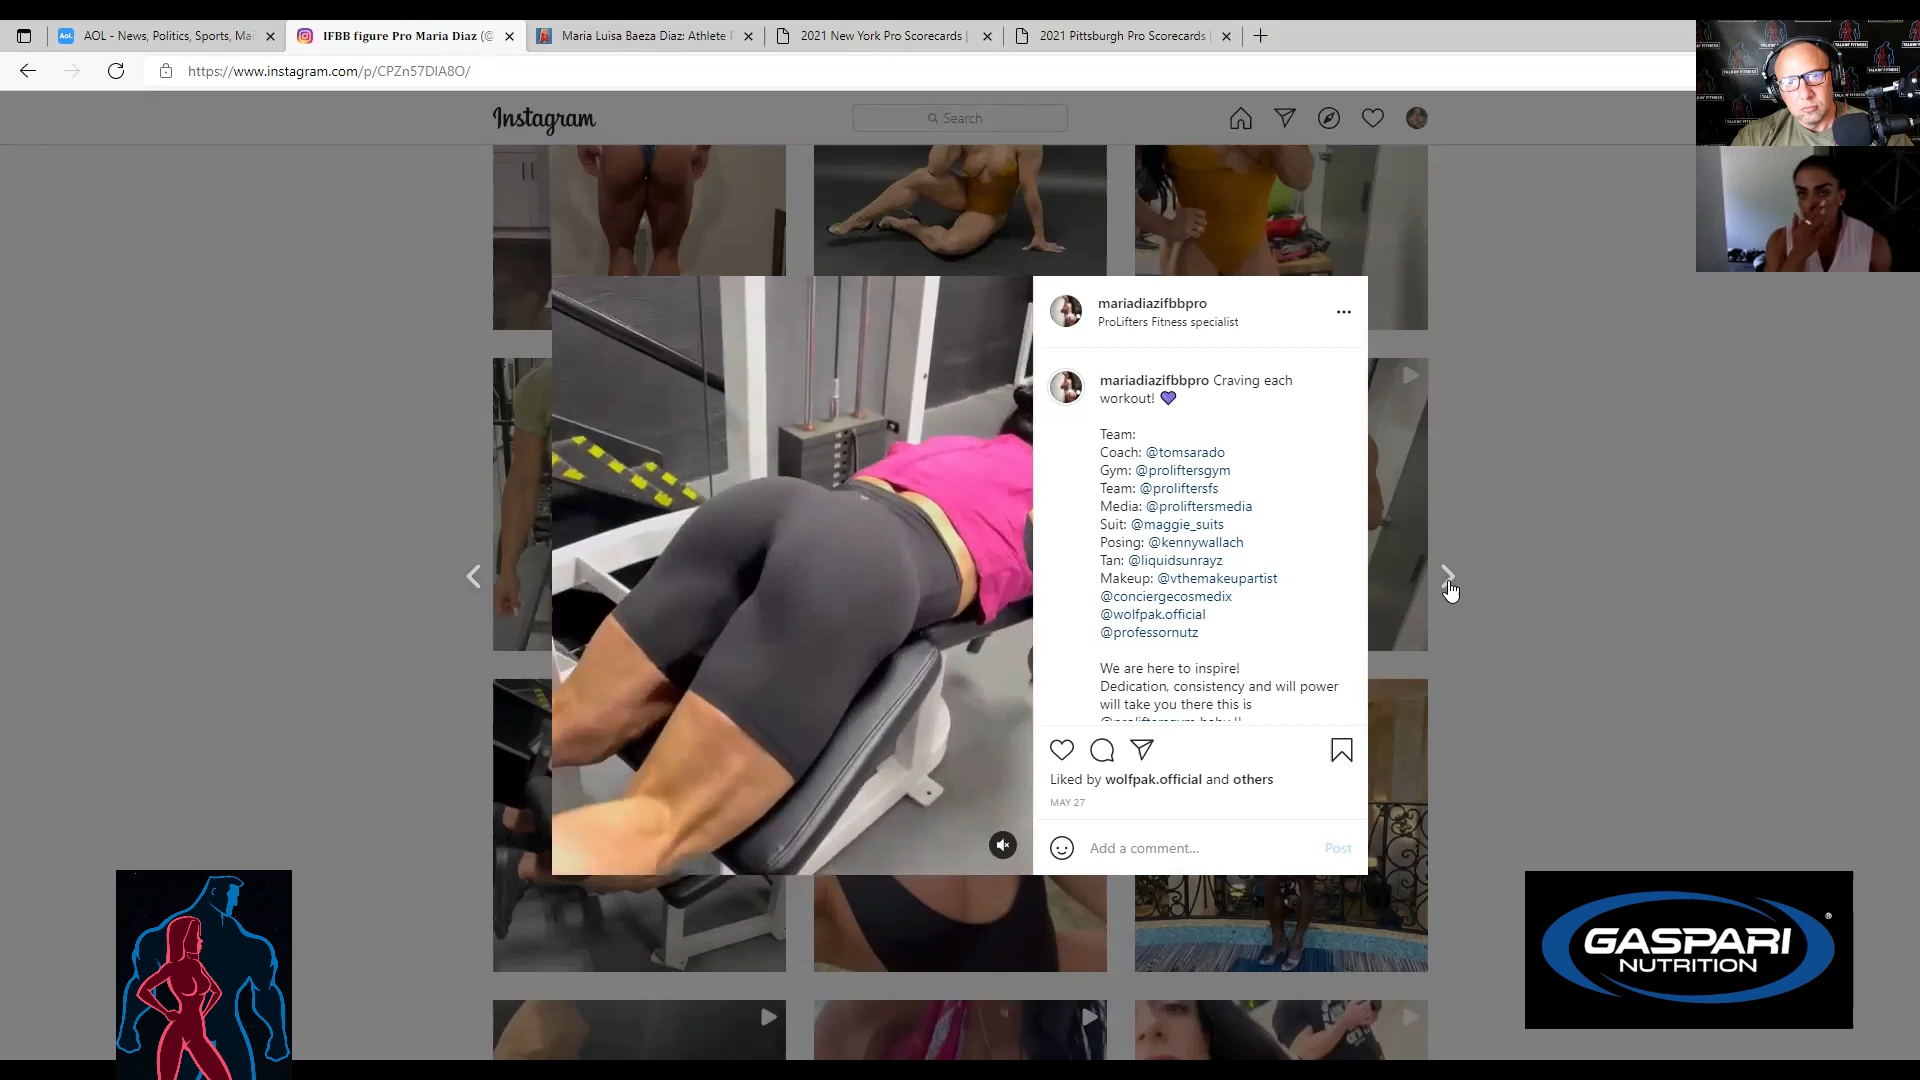 AOL - News, Politics, Sports, Mai
IFBB figure Pro Maria Diaz (@
Maria Luisa Baeza Diaz: Athlete P
2021 New York Pro Scorecards |
2021 Pittsburgh Pro Scorecards |
https://www.instagram.com/p/CPZn57DIA8O/
Instagram
Search
mariadiazifbbpro
ProLifters Fitness specialist
mariadiazifbbpro Craving each
workout! 💜
Team:
Coach: @tomsarado
Gym: @proliftersgym
Team: @proliftersfs
Media: @proliftersmedia
Suit: @maggie_suits
Posing: @kennywallach
Tan: @liquidsunrayz
Makeup: @vthemakeupartist
@conciergecosmedix
@wolfpak.official
@professornutz
We are here to inspire!
Dedication, consistency and will power
will take you there this is
@proliftersgym baby !!
Liked by wolfpak.official and others
MAY 27
Add a comment...
Post
GASPARI
NUTRITION
®